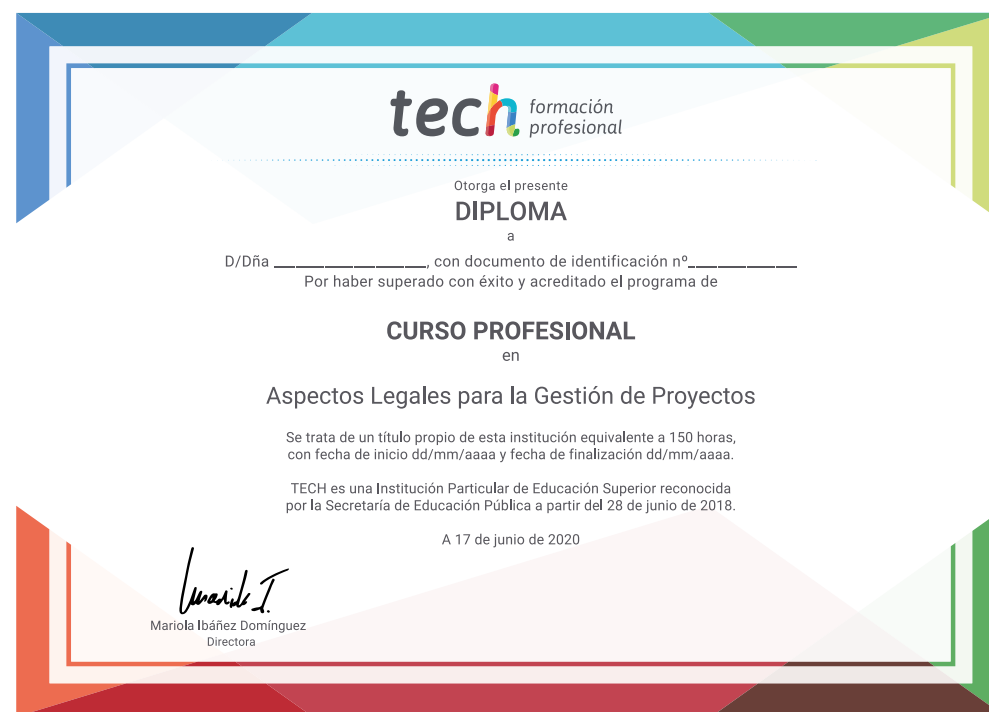 tech formación
profesional
Otorga el presente
DIPLOMA
a
D/Dña __________________, con documento de identificación nº_____________
Por haber superado con éxito y acreditado el programa de
CURSO PROFESIONAL
en
Aspectos Legales para la Gestión de Proyectos
Se trata de un título propio de esta institución equivalente a 150 horas,
con fecha de inicio dd/mm/aaaa y fecha de finalización dd/mm/aaaa.
TECH es una Institución Particular de Educación Superior reconocida
por la Secretaría de Educación Pública a partir del 28 de junio de 2018.
A 17 de junio de 2020
Mariola Ibáñez Domínguez
Directora